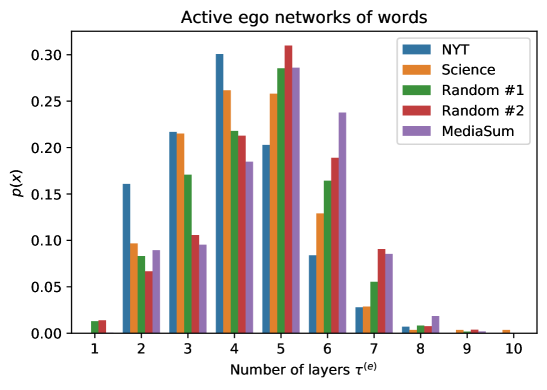 Active ego networks of words
NYT
Science
Random #1
Random #2
MediaSum
p(x)
0.30
0.25
0.20
0.15
0.10
0.05
0.00
1 2 3 4 5 6 7 8 9 10
Number of layers τ^(e)